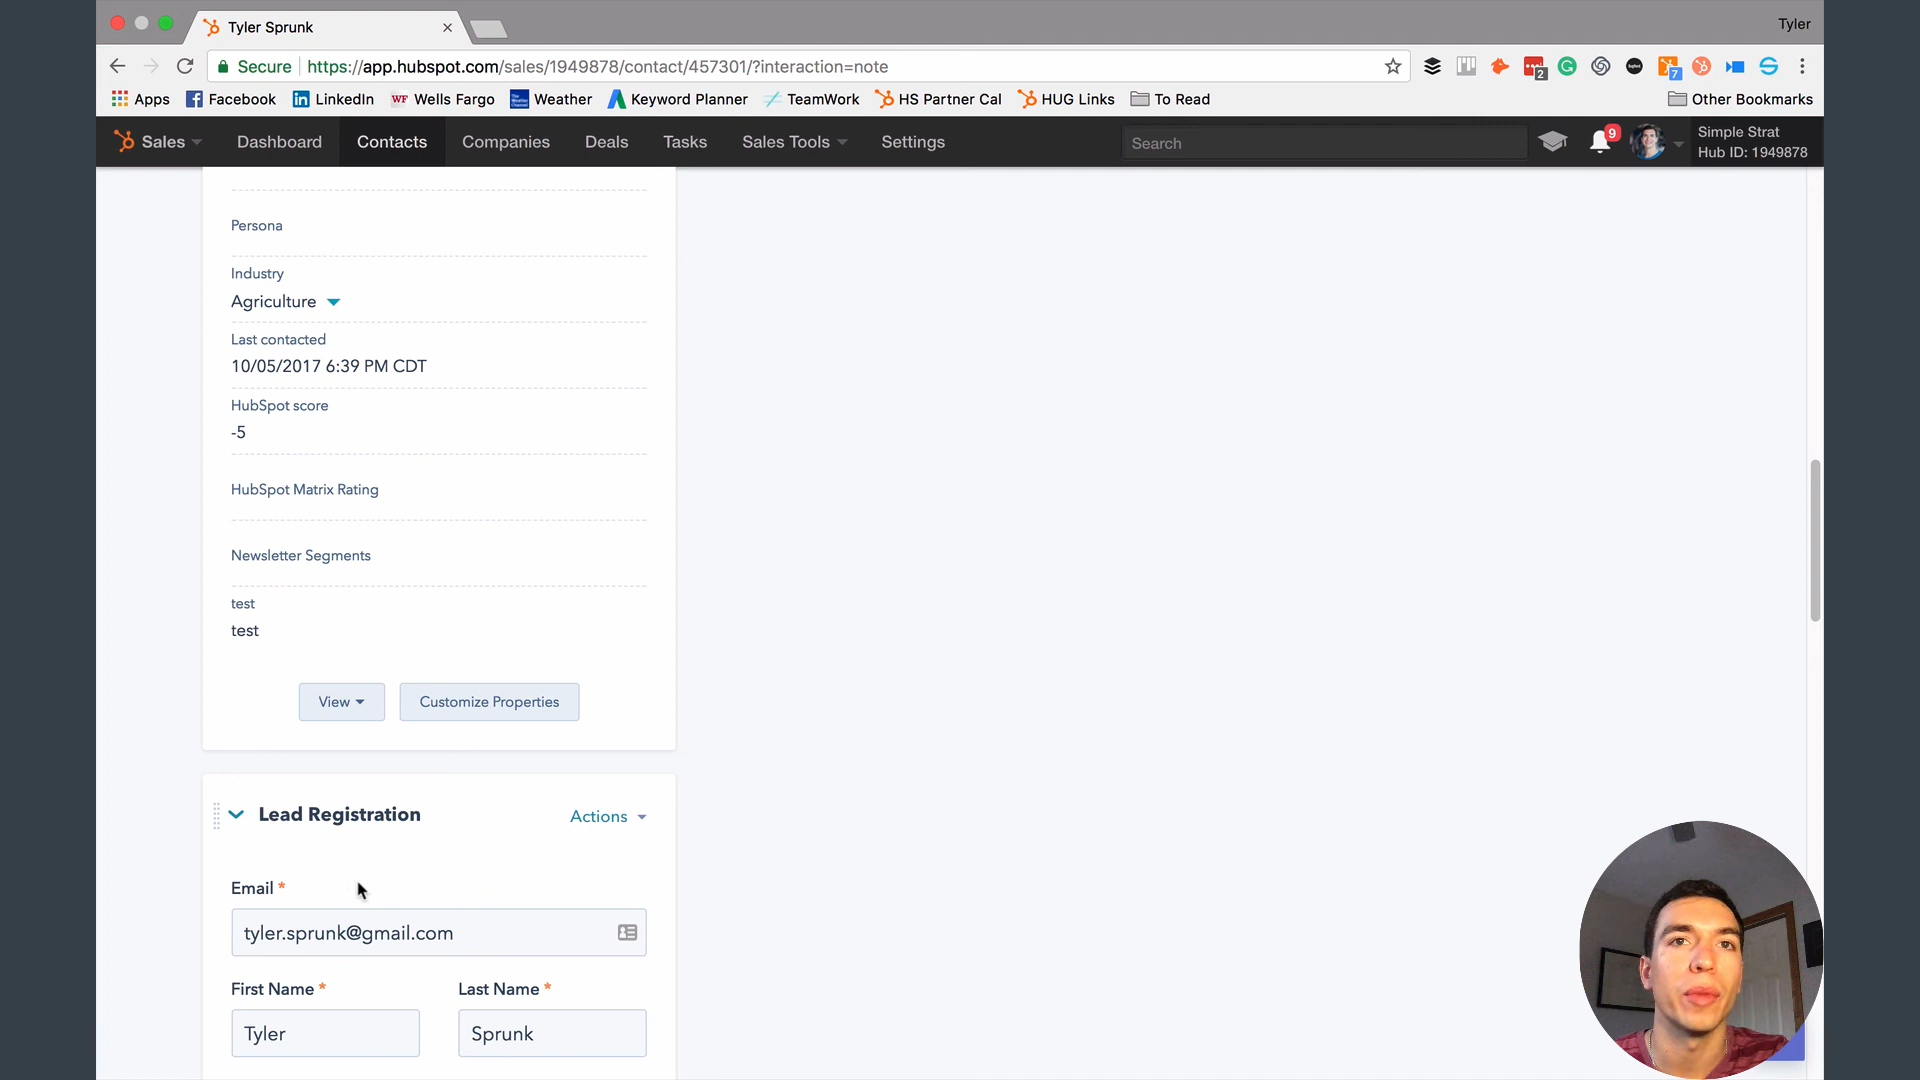 Tyler Sprunk
Tyler
Secure https://app.hubspot.com/sales/1949878/contact/457301/?interaction=note
2
7
Apps Facebook LinkedIn WF Wells Fargo Weather Keyword Planner TeamWork HS Partner Cal HUG Links To Read Other Bookmarks
Sales Dashboard Contacts Companies Deals Tasks Sales Tools Settings Search 9 Simple Strat
Hub ID: 1949878
Persona
Industry
Agriculture
Last contacted
10/05/2017 6:39 PM CDT
HubSpot score
-5
HubSpot Matrix Rating
Newsletter Segments
test
test
View Customize Properties
Lead Registration Actions
Email *
tyler.sprunk@gmail.com
First Name * Last Name *
Tyler Sprunk